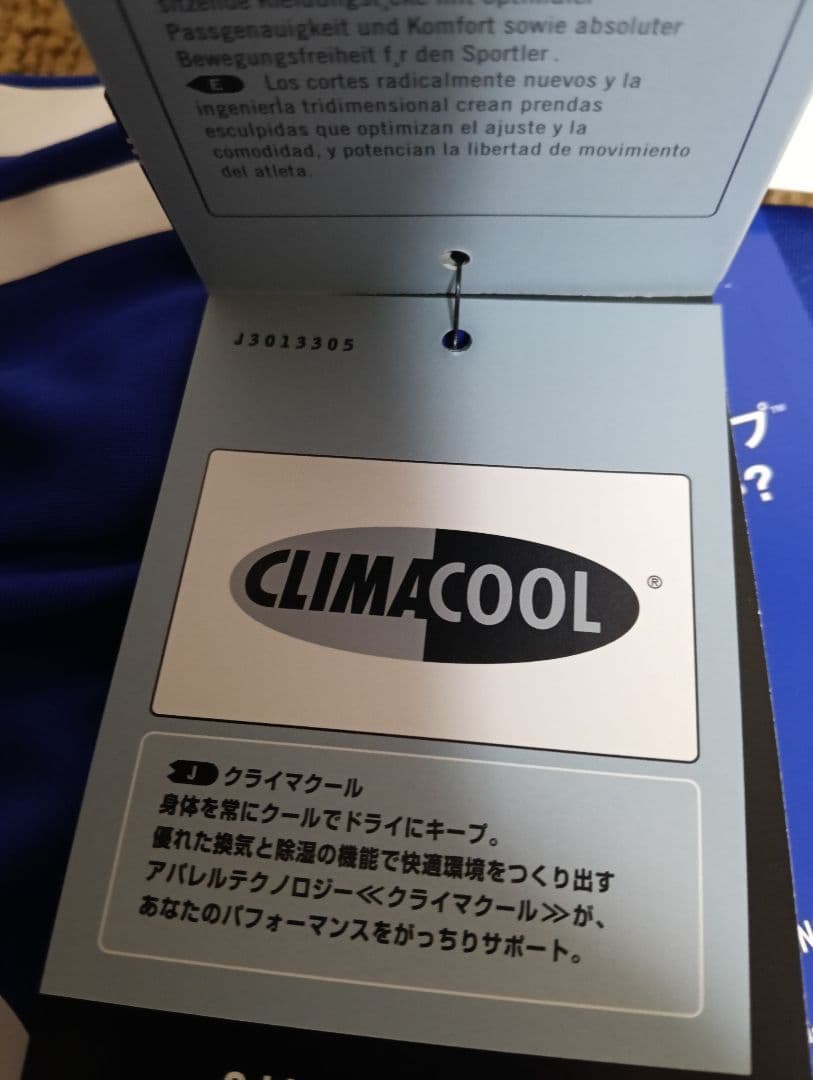 Passgenauigkeit und Komfort sowie absoluter
Bewegungsfreiheit f,r den Sportler.
E Los cortes radicalmente nuevos y la
ingenierìa tridimensional crean prendas
esculpidas que optimizan el ajuste y la
comodidad, y potencian la libertad de movimiento
del atleta.
J3013305
プ™
?
CLIMACOOL®
J クライマクール
身体を常にクールでドライにキープ。
優れた換気と除湿の機能で快適環境をつくり出す
アパレルテクノロジー≪クライマクール≫が、
あなたのパフォーマンスをがっちりサポート。